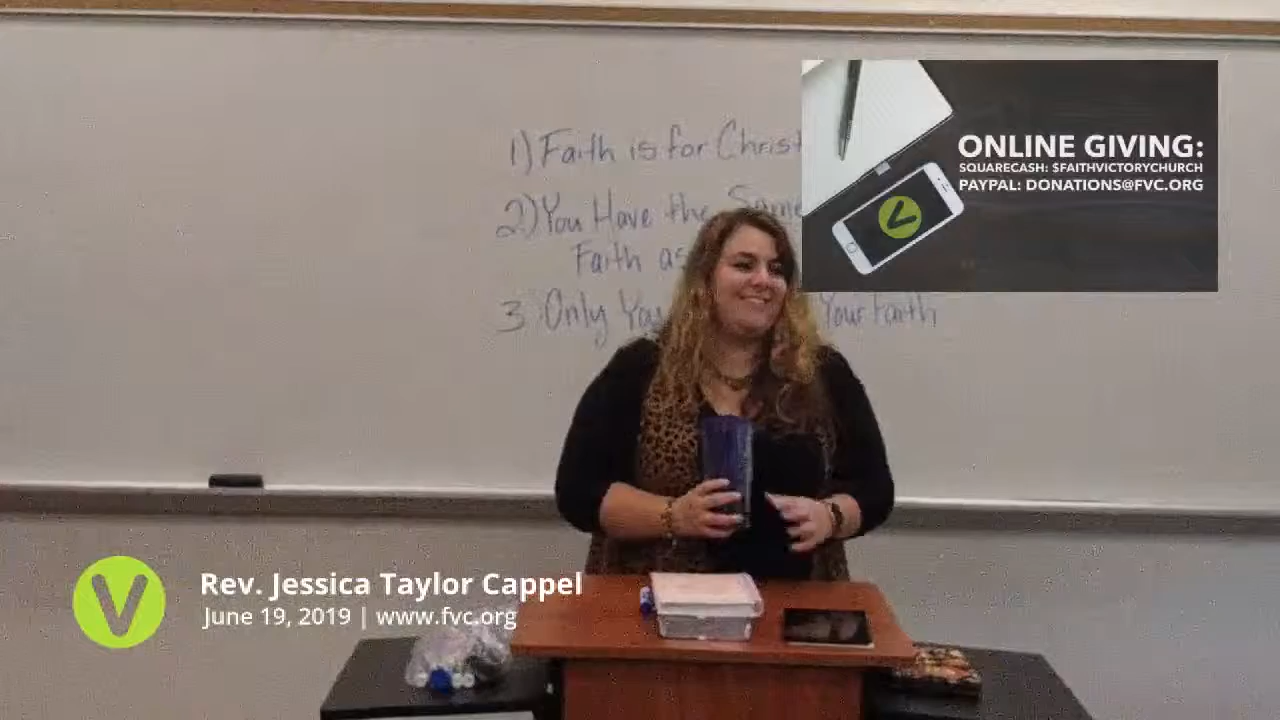 1) Faith is for Christ
2) You Have the Same
Faith as
3 Only You Your Faith
ONLINE GIVING:
SQUARECASH: $FAITHVICTORYCHURCH
PAYPAL: DONATIONS@FVC.ORG
V
V
Rev. Jessica Taylor Cappel
June 19, 2019 | www.fvc.org